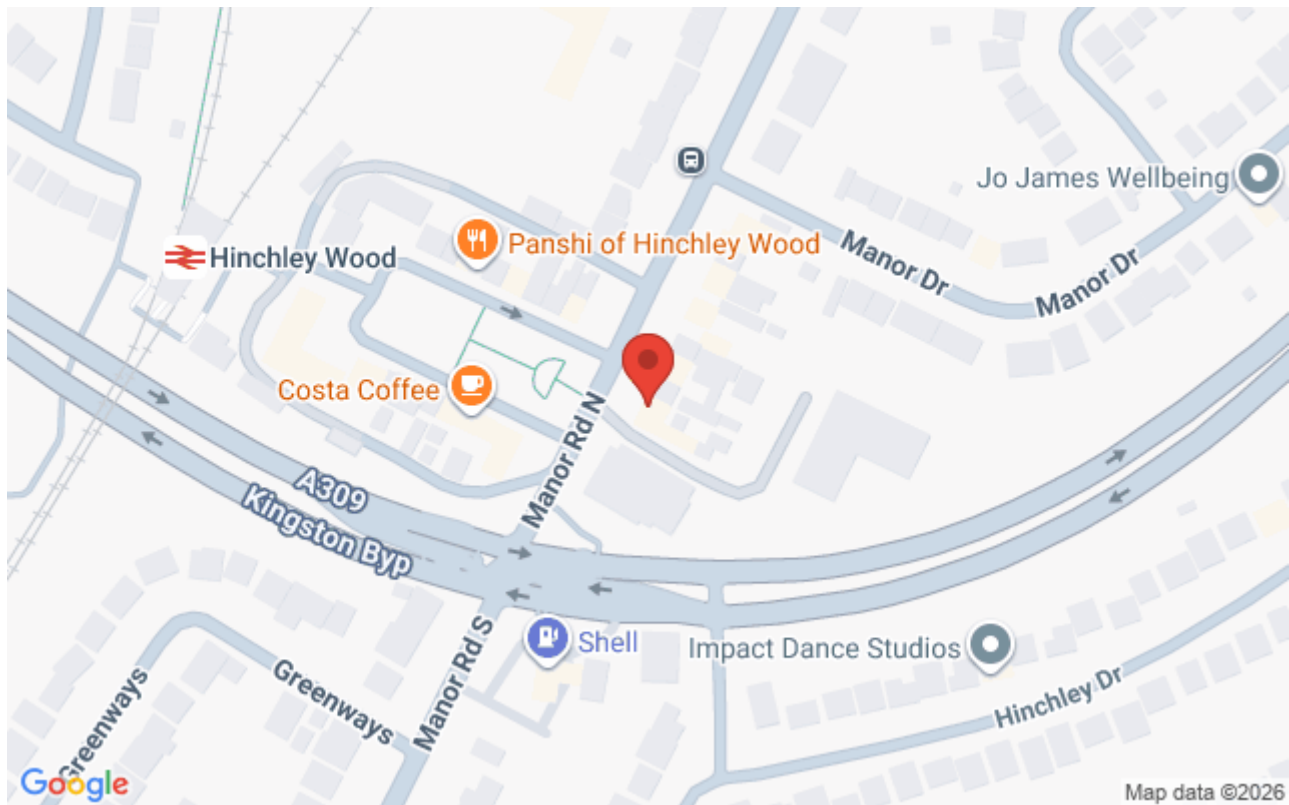 Jo James Wellbeing
Panshi of Hinchley Wood
Hinchley Wood
Manor Dr
Manor Dr
Costa Coffee
Manor Rd N
A309
Kingston Byp
Shell
Impact Dance Studios
Manor Rd S
Greenways
Greenways
Hinchley Dr
Google
Map data ©2026